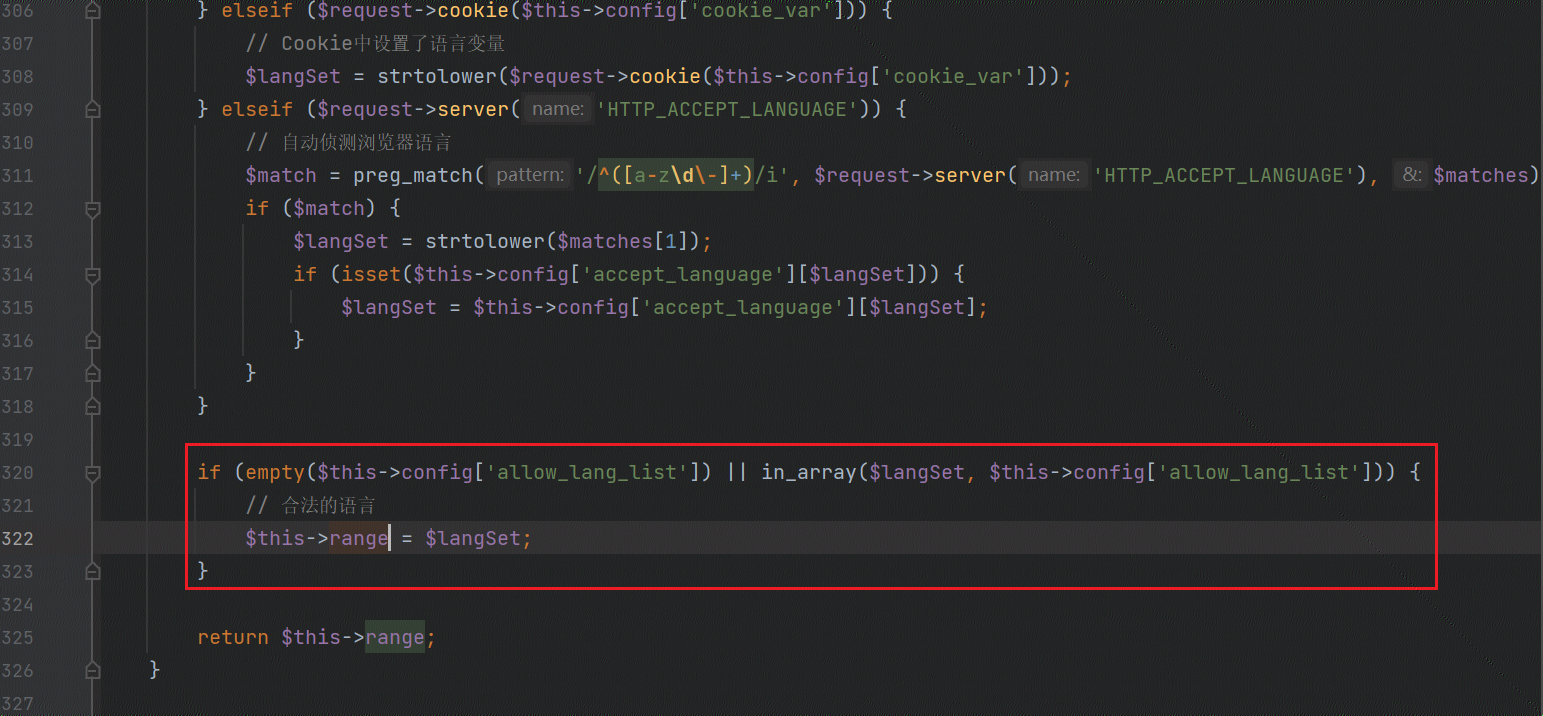 306 } elseif ($request->cookie($this->config['cookie_var'])) {
307 // Cookie中设置了语言变量
308 $langSet = strtolower($request->cookie($this->config['cookie_var']));
309 } elseif ($request->server( name: 'HTTP_ACCEPT_LANGUAGE')) {
310 // 自动侦测浏览器语言
311 $match = preg_match( pattern: '/^([a-z\d\-]+)/i', $request->server( name: 'HTTP_ACCEPT_LANGUAGE'), &: $matches)
312 if ($match) {
313 $langSet = strtolower($matches[1]);
314 if (isset($this->config['accept_language'][$langSet])) {
315 $langSet = $this->config['accept_language'][$langSet];
316 }
317 }
318 }
319
320 if (empty($this->config['allow_lang_list']) || in_array($langSet, $this->config['allow_lang_list'])) {
321 // 合法的语言
322 $this->range = $langSet;
323 }
324
325 return $this->range;
326 }
327